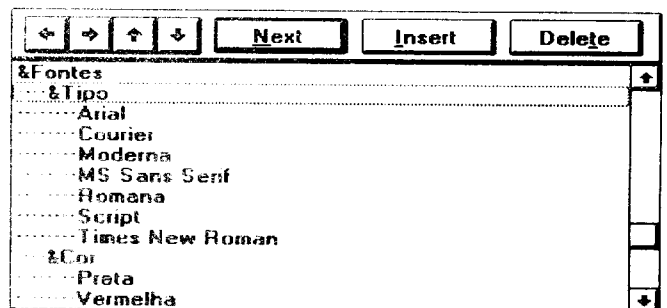 Next Insert Delete
&Fontes
····&Tipo
········Arial
········Courier
········Moderna
········MS Sans Serif
········Romana
········Script
········Times New Roman
····&Cor
········Prata
········Vermelha